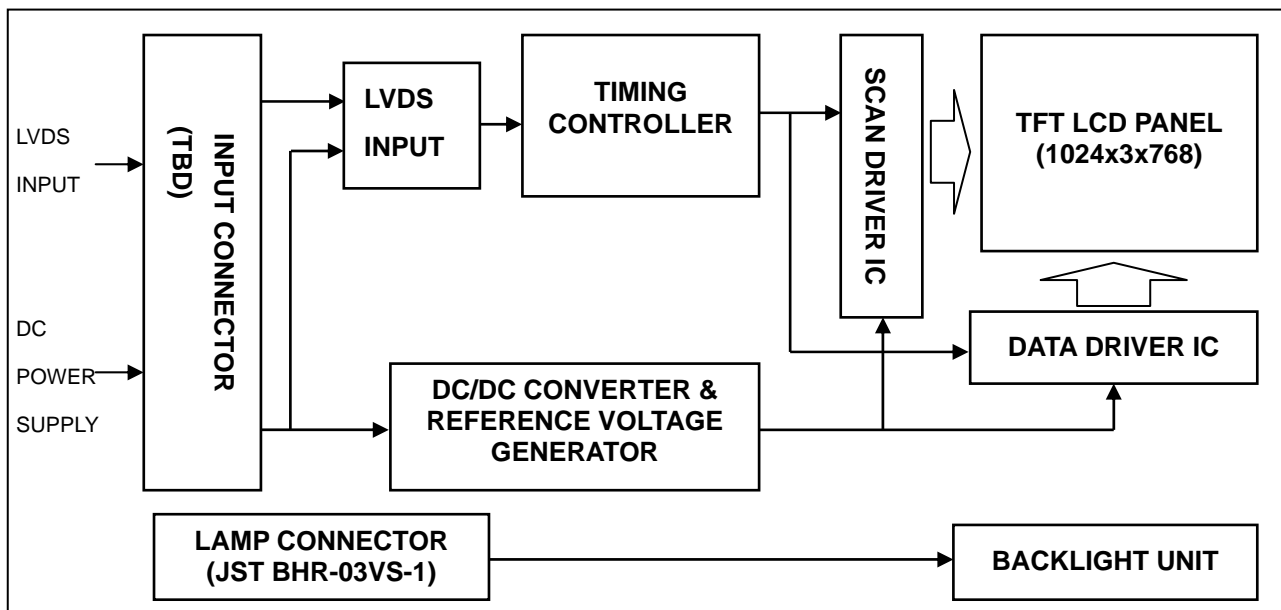 LVDS
INPUT
DC
POWER
SUPPLY
INPUT CONNECTOR
(TBD)
LVDS
INPUT
TIMING
CONTROLLER
SCAN DRIVER IC
TFT LCD PANEL
(1024x3x768)
DATA DRIVER IC
DC/DC CONVERTER &
REFERENCE VOLTAGE
GENERATOR
LAMP CONNECTOR
(JST BHR-03VS-1)
BACKLIGHT UNIT